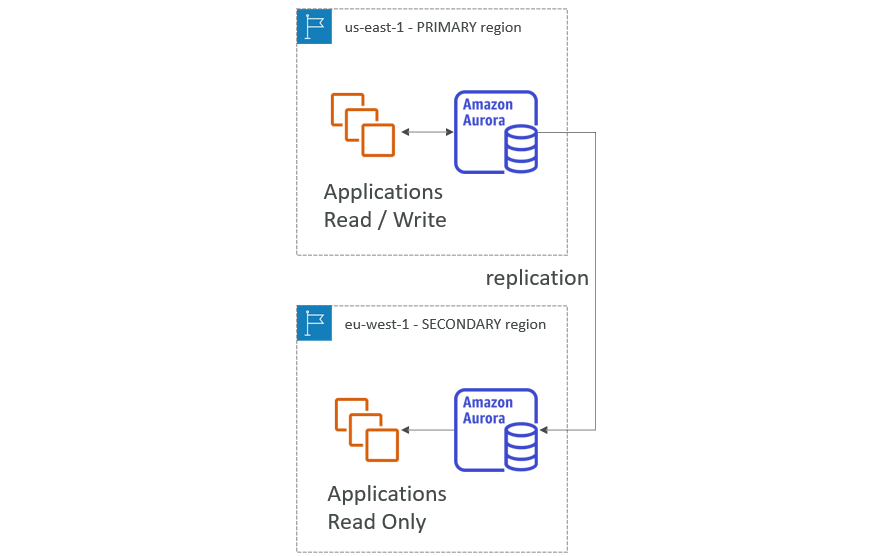 us-east-1 - PRIMARY region
Amazon
Aurora
Applications
Read / Write
replication
eu-west-1 - SECONDARY region
Amazon
Aurora
Applications
Read Only